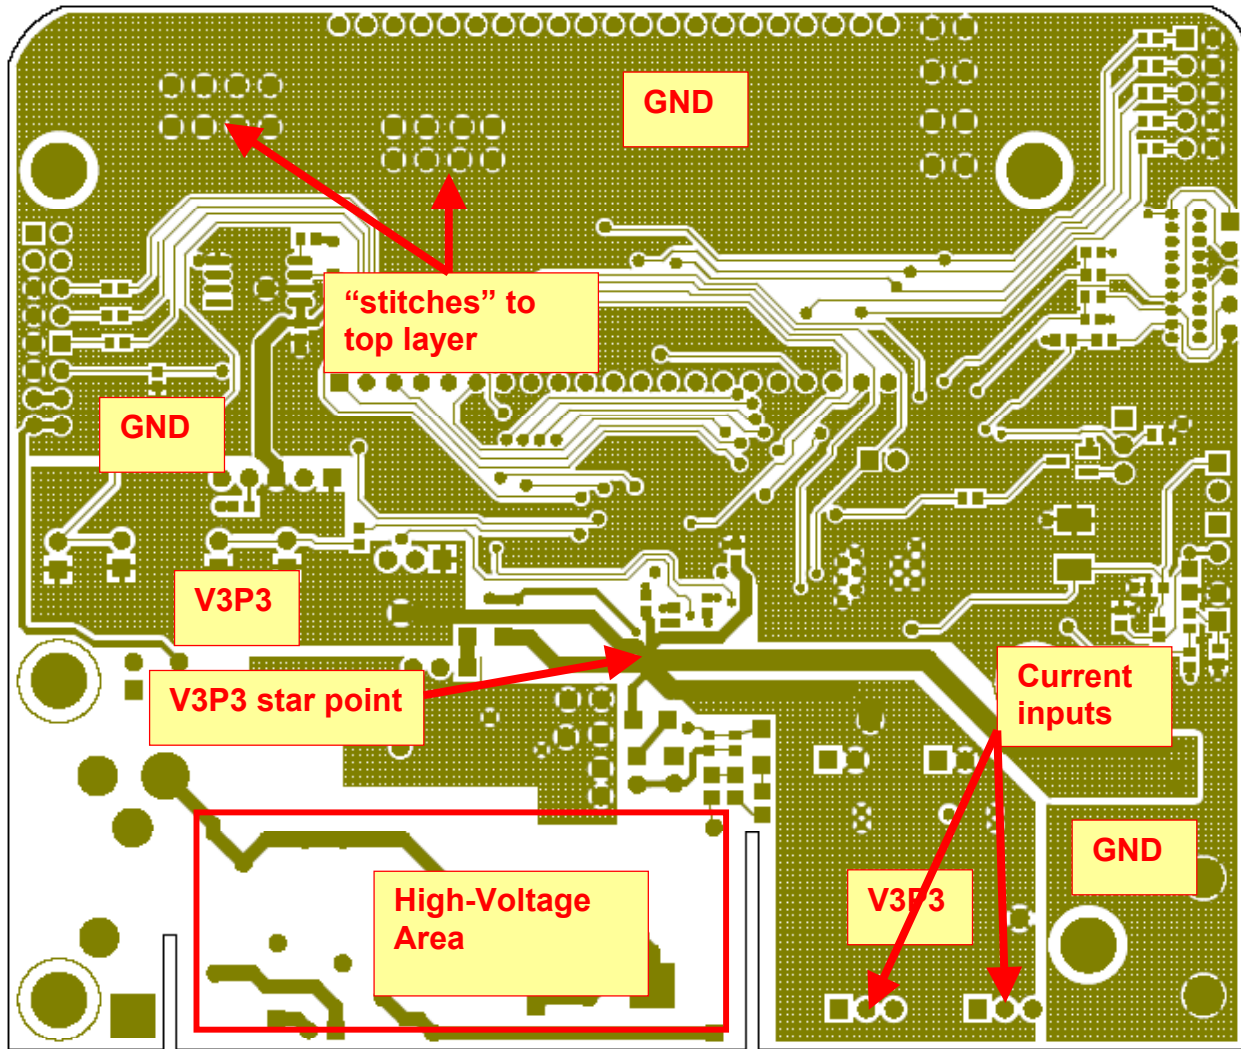 GND
“stitches” to
top layer
GND
V3P3
V3P3 star point
Current
inputs
High-Voltage
Area
V3P3
GND